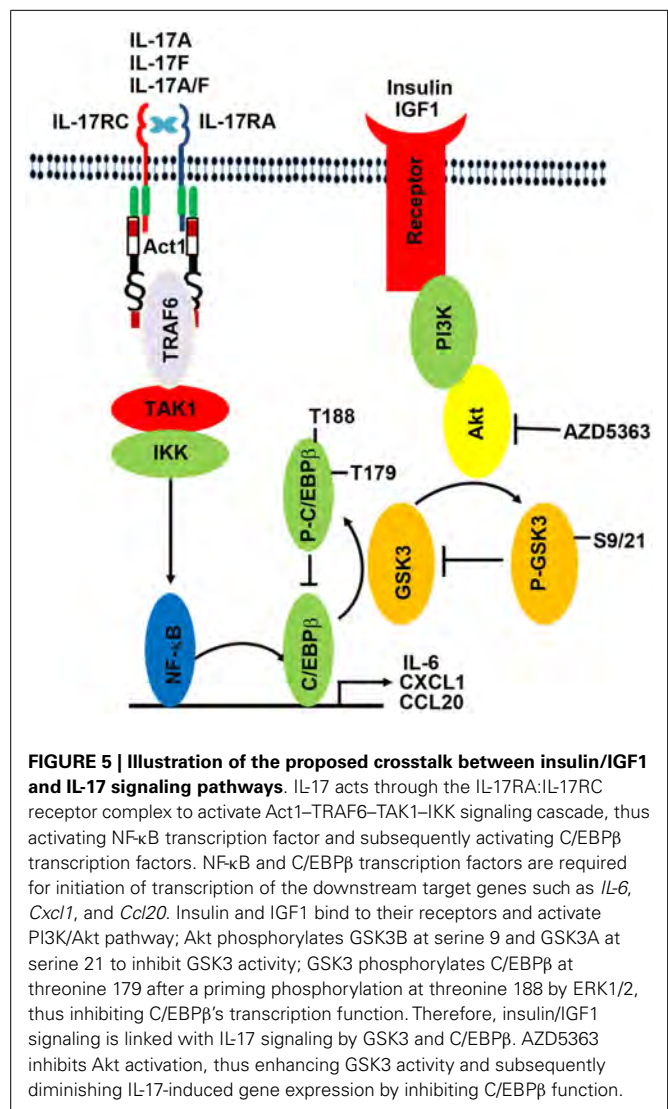 IL-17A
IL-17F
IL-17A/F
IL-17RC
IL-17RA
Insulin
IGF1
Receptor
Act1
TRAF6
PI3K
TAK1
IKK
Akt
AZD5363
T188
T179
P-C/EBPβ
GSK3
P-GSK3
S9/21
NF-κB
C/EBPβ
IL-6
CXCL1
CCL20
FIGURE 5 | Illustration of the proposed crosstalk between insulin/IGF1
and IL-17 signaling pathways. IL-17 acts through the IL-17RA:IL-17RC
receptor complex to activate Act1–TRAF6–TAK1–IKK signaling cascade, thus
activating NF-κB transcription factor and subsequently activating C/EBPβ
transcription factors. NF-κB and C/EBPβ transcription factors are required
for initiation of transcription of the downstream target genes such as IL-6,
Cxcl1, and Ccl20. Insulin and IGF1 bind to their receptors and activate
PI3K/Akt pathway; Akt phosphorylates GSK3B at serine 9 and GSK3A at
serine 21 to inhibit GSK3 activity; GSK3 phosphorylates C/EBPβ at
threonine 179 after a priming phosphorylation at threonine 188 by ERK1/2,
thus inhibiting C/EBPβ's transcription function. Therefore, insulin/IGF1
signaling is linked with IL-17 signaling by GSK3 and C/EBPβ. AZD5363
inhibits Akt activation, thus enhancing GSK3 activity and subsequently
diminishing IL-17-induced gene expression by inhibiting C/EBPβ function.